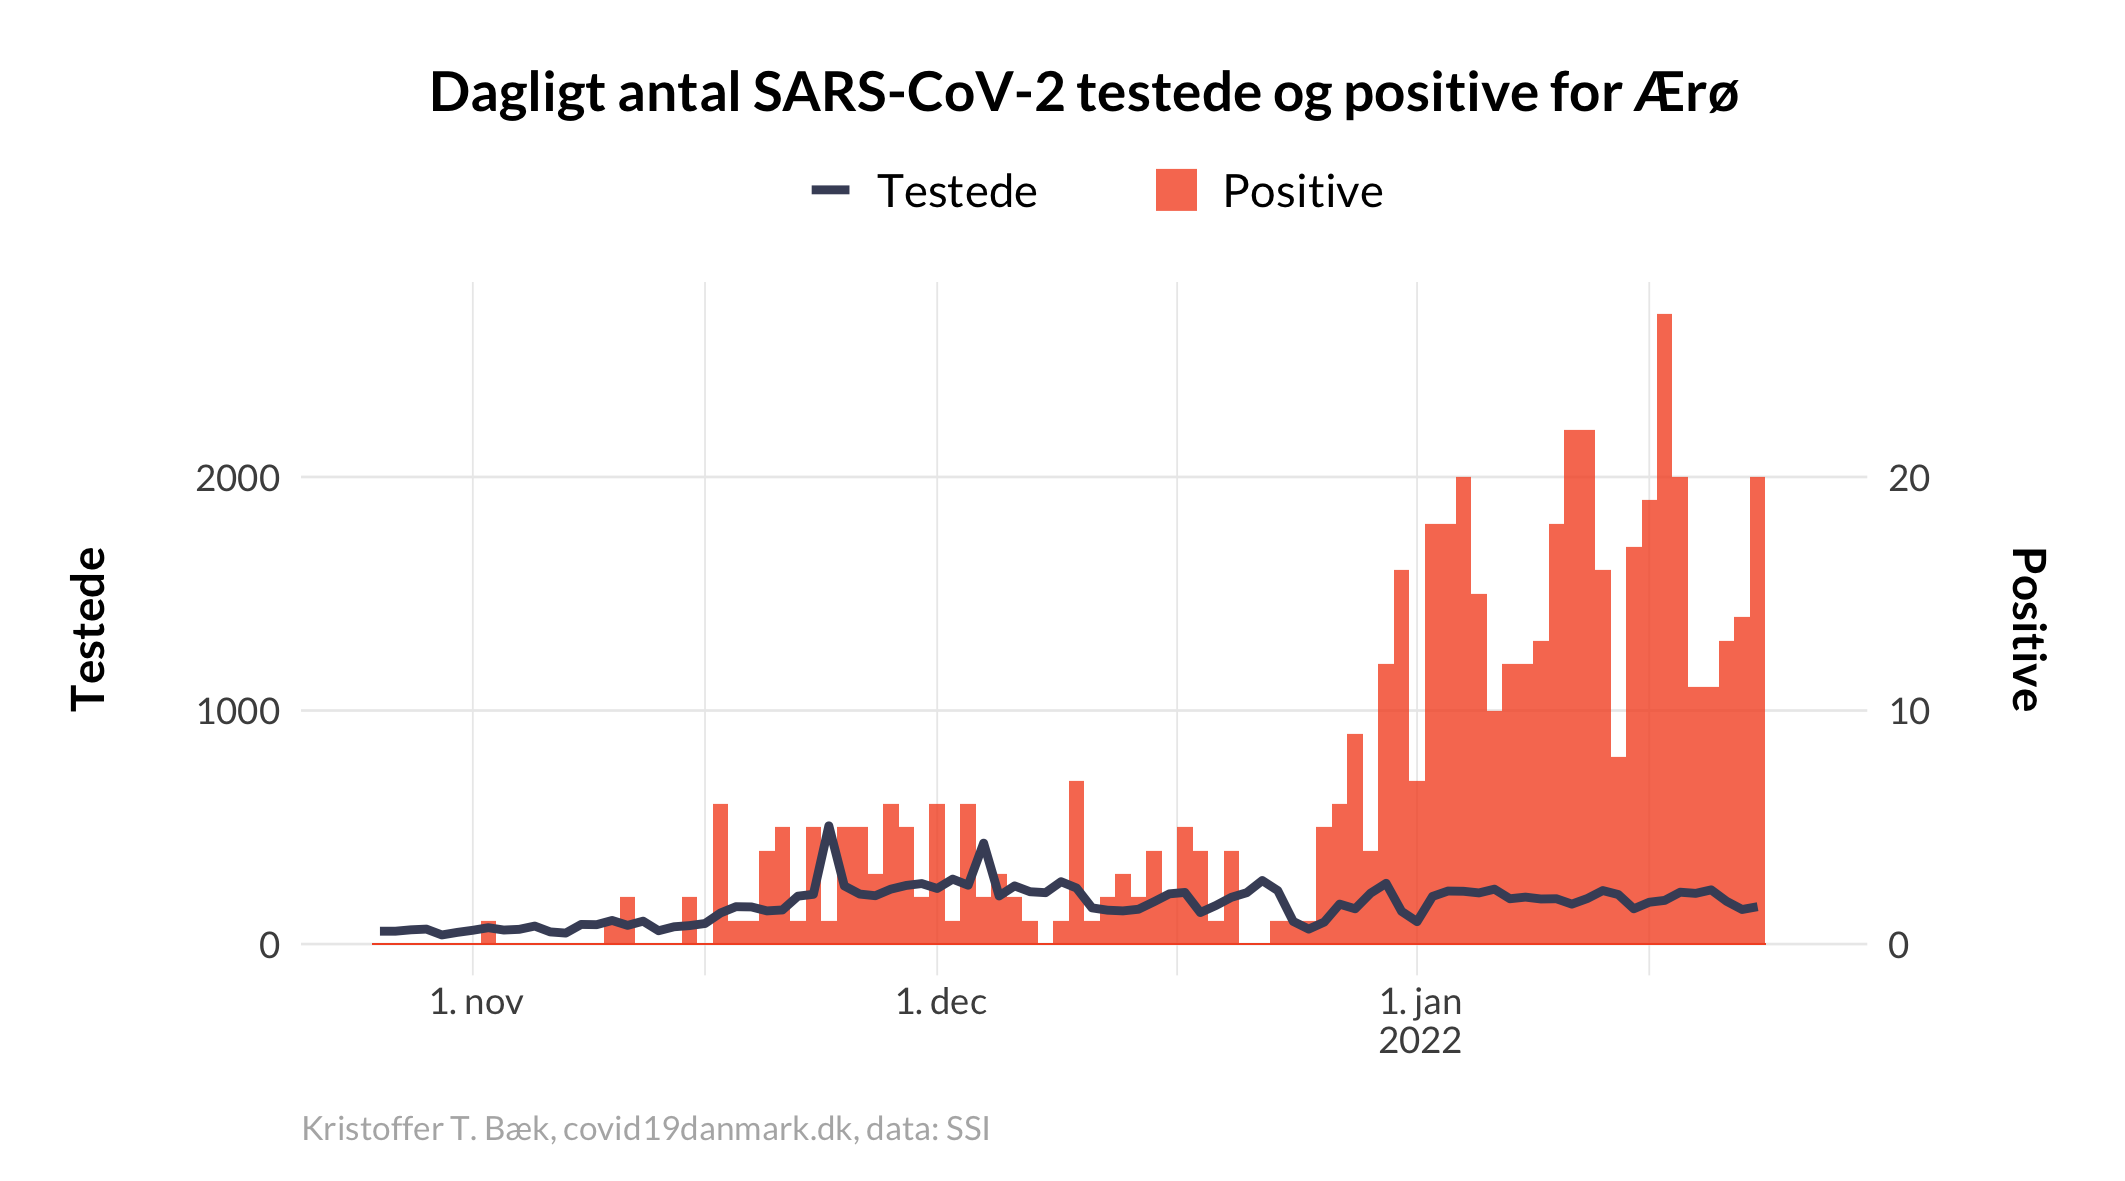 Dagligt antal SARS-CoV-2 testede og positive for Ærø
Testede
Positive
2000
1000
0
Testede
20
10
0
Positive
1. nov
1. dec
1. jan
2022
Kristoffer T. Bæk, covid19danmark.dk, data: SSI